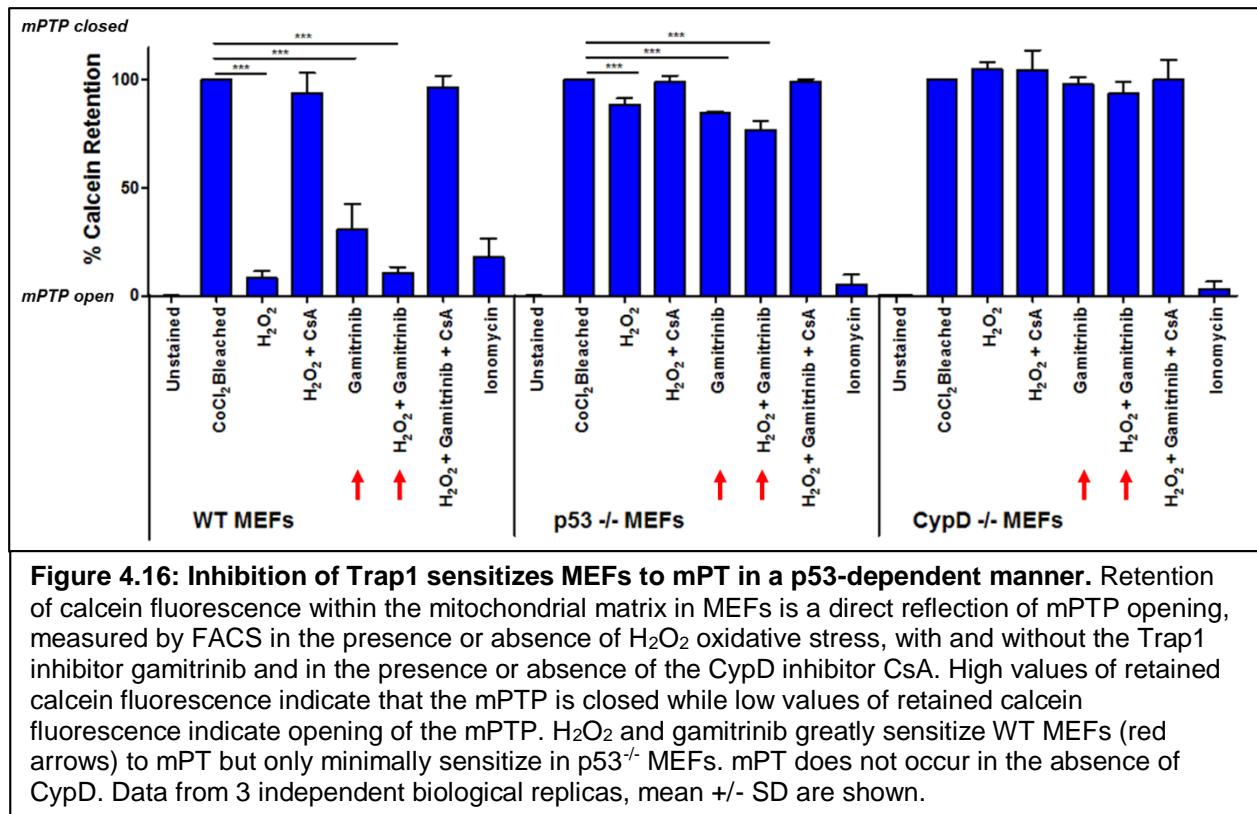 mPTP closed
*** *** ***
*** *** ***
100
50
0
% Calcein Retention
mPTP open
Unstained
CoCl2 Bleached
H2O2
H2O2 + CsA
Gamitrinib
H2O2 + Gamitrinib
H2O2 + Gamitrinib + CsA
Ionomycin
Unstained
CoCl2 Bleached
H2O2
H2O2 + CsA
Gamitrinib
H2O2 + Gamitrinib
H2O2 + Gamitrinib + CsA
Ionomycin
Unstained
CoCl2 Bleached
H2O2
H2O2 + CsA
Gamitrinib
H2O2 + Gamitrinib
H2O2 + Gamitrinib + CsA
Ionomycin
WT MEFs
p53 -/- MEFs
CypD -/- MEFs
Figure 4.16: Inhibition of Trap1 sensitizes MEFs to mPT in a p53-dependent manner. Retention
of calcein fluorescence within the mitochondrial matrix in MEFs is a direct reflection of mPTP opening,
measured by FACS in the presence or absence of H2O2 oxidative stress, with and without the Trap1
inhibitor gamitrinib and in the presence or absence of the CypD inhibitor CsA. High values of retained
calcein fluorescence indicate that the mPTP is closed while low values of retained calcein
fluorescence indicate opening of the mPTP. H2O2 and gamitrinib greatly sensitize WT MEFs (red
arrows) to mPT but only minimally sensitize in p53-/- MEFs. mPT does not occur in the absence of
CypD. Data from 3 independent biological replicas, mean +/- SD are shown.